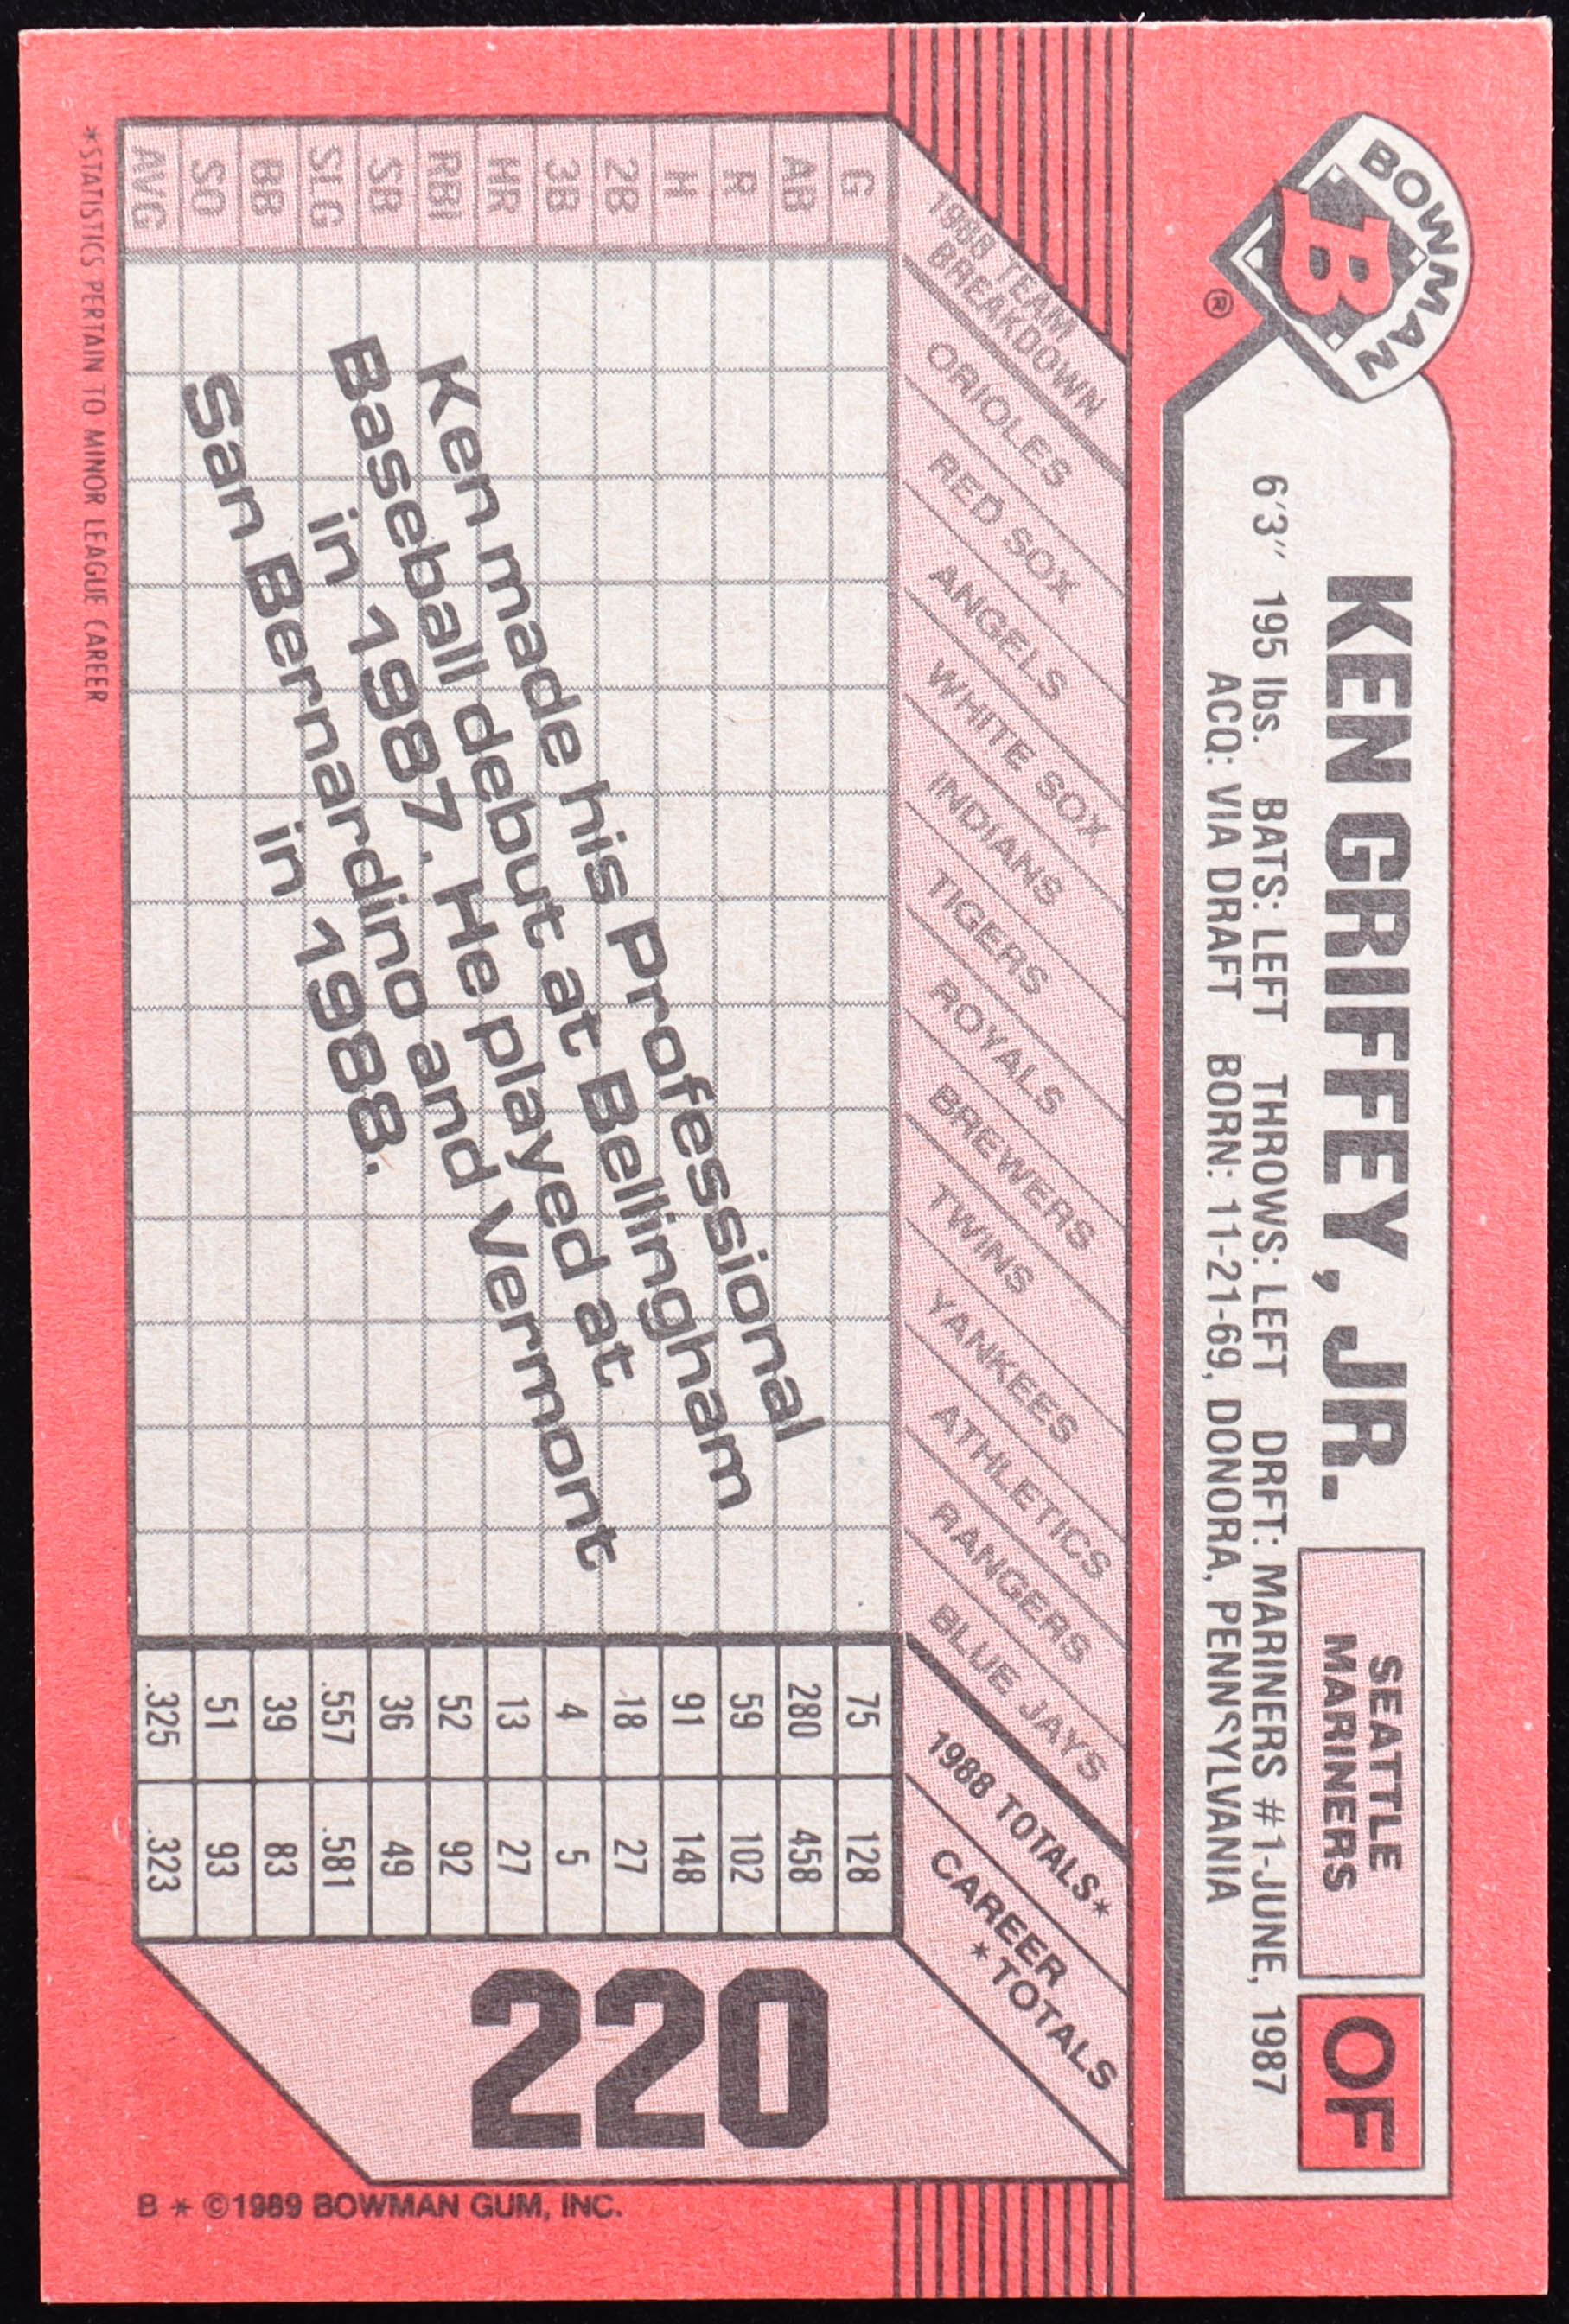 BOWMAN
B
®
KEN GRIFFEY, JR.
SEATTLE
MARINERS
OF
6'3" 195 lbs. BATS: LEFT THROWS: LEFT DRFT: MARINERS #1-JUNE, 1987
ACQ: VIA DRAFT BORN: 11-21-69, DONORA, PENNSYLVANIA
1988 TEAM
BREAKDOWN
ORIOLES
RED SOX
ANGELS
WHITE SOX
INDIANS
TIGERS
ROYALS
BREWERS
TWINS
YANKEES
ATHLETICS
RANGERS
BLUE JAYS
1988 TOTALS*
CAREER
*TOTALS
G 75 128
AB 280 458
R 59 102
H 91 148
2B 18 27
3B 4 5
HR 13 27
RBI 52 92
SB 36 49
SLG .557 .581
BB 39 83
SO 51 93
AVG .325 .323
Ken made his Professional
Baseball debut at Bellingham
in 1987. He played at
San Bernardino and Vermont
in 1988.
220
*STATISTICS PERTAIN TO MINOR LEAGUE CAREER
B * ©1989 BOWMAN GUM, INC.